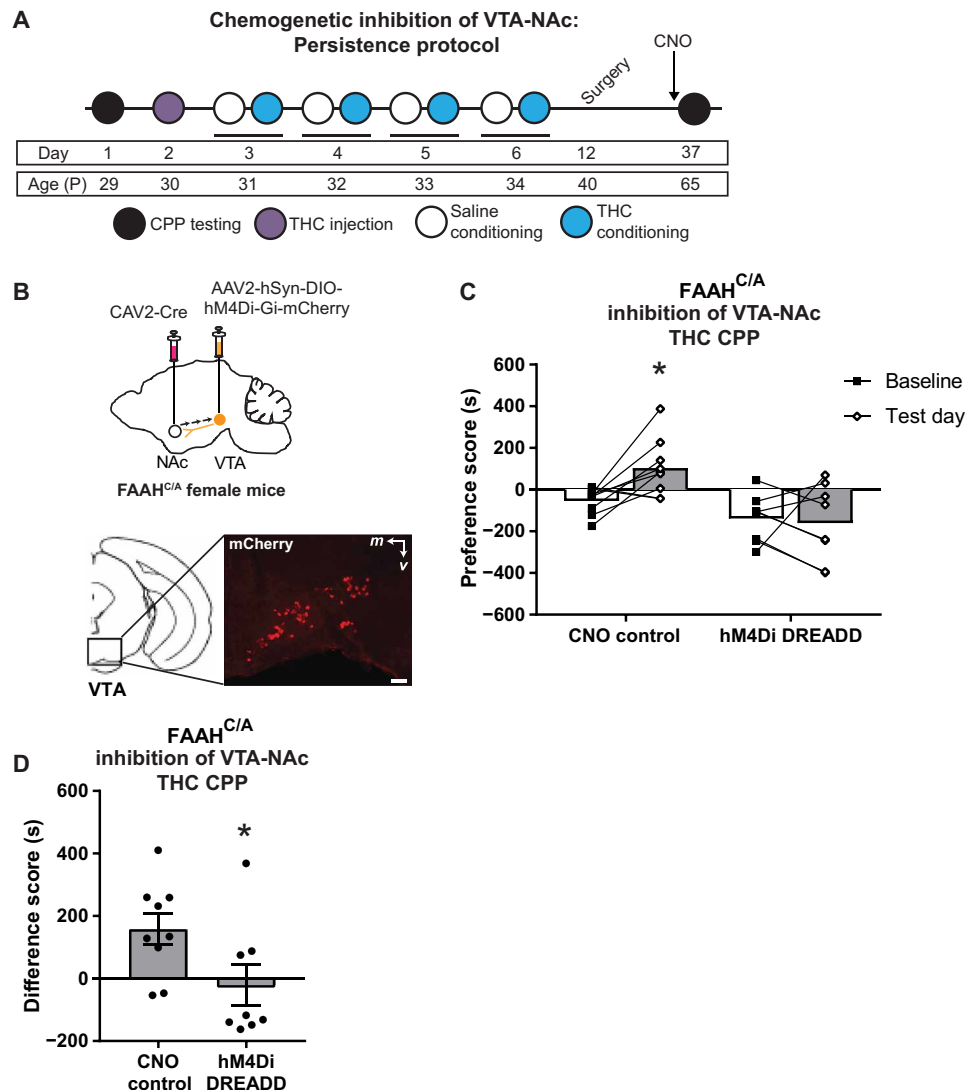 A
Chemogenetic inhibition of VTA-NAc:
Persistence protocol
CNO
Surgery
Day 1 2 3 4 5 6 12 37
Age (P) 29 30 31 32 33 34 40 65
CPP testing
THC injection
Saline
conditioning
THC
conditioning
B
CAV2-Cre
AAV2-hSyn-DIO-
hM4Di-Gi-mCherry
NAc
VTA
FAAHC/A female mice
mCherry
m
v
VTA
C
FAAHC/A
inhibition of VTA-NAc
THC CPP
Preference score (s)
600
400
200
0
−200
−400
−600
*
Baseline
Test day
CNO control
hM4Di DREADD
D
FAAHC/A
inhibition of VTA-NAc
THC CPP
Difference score (s)
600
400
200
0
−200
*
CNO
control
hM4Di
DREADD